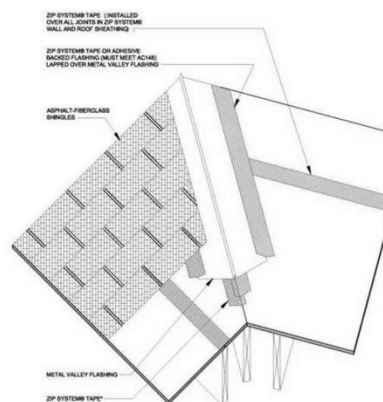 ZIP SYSTEM® TAPE ( INSTALLED
OVER ALL JOINTS IN ZIP SYSTEM®
WALL AND ROOF SHEATHING)
ZIP SYSTEM® TAPE OR ADHESIVE
BACKED FLASHING (MUST MEET AC148)
LAPPED OVER METAL VALLEY FLASHING
ASPHALT-FIBERGLASS
SHINGLES
METAL VALLEY FLASHING
ZIP SYSTEM® TAPE*